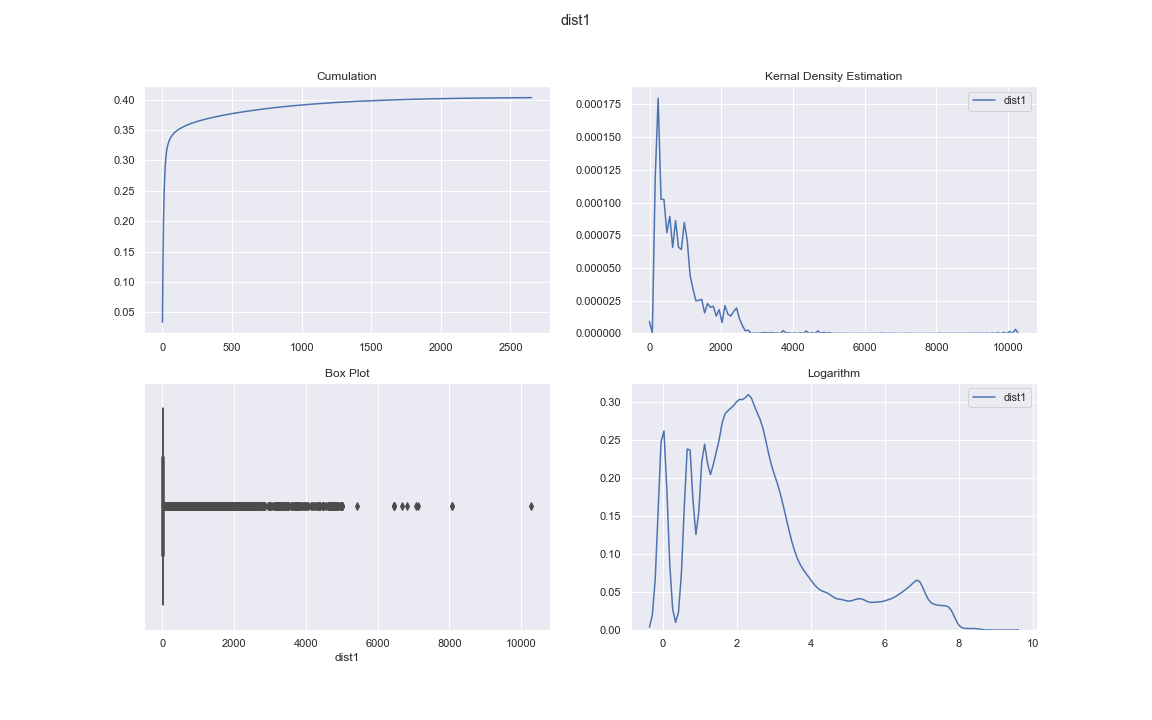 dist1
Cumulation
0.40
0.35
0.30
0.25
0.20
0.15
0.10
0.05
0 500 1000 1500 2000 2500
Kernal Density Estimation
dist1
0.000175
0.000150
0.000125
0.000100
0.000075
0.000050
0.000025
0.000000
0 2000 4000 6000 8000 10000
Box Plot
0 2000 4000 6000 8000 10000
dist1
Logarithm
dist1
0.30
0.25
0.20
0.15
0.10
0.05
0.00
0 2 4 6 8 10